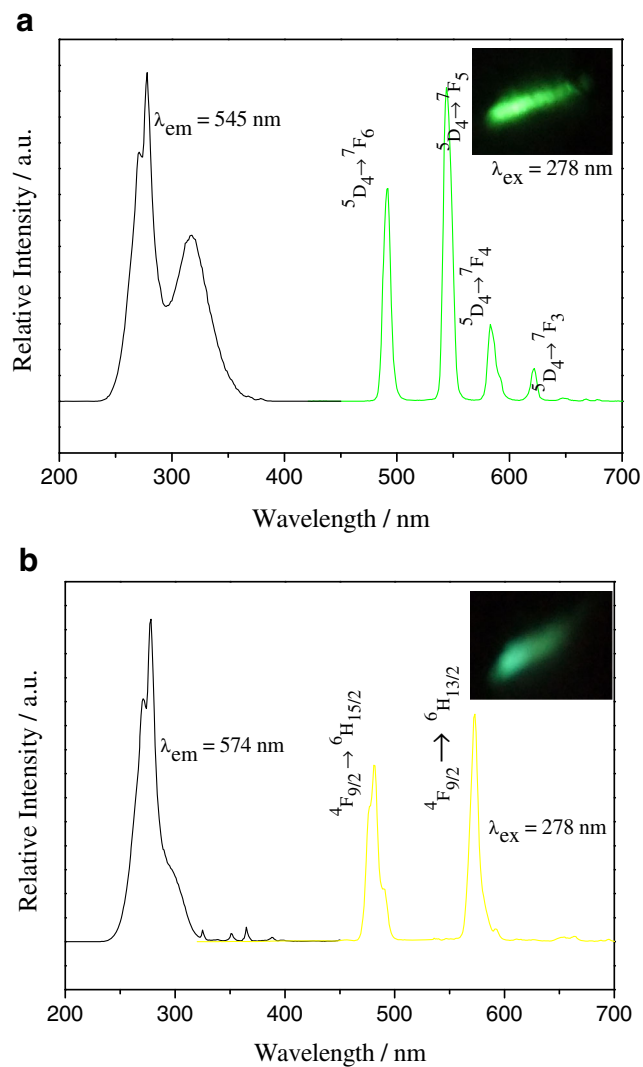 a
Relative Intensity / a.u.
λem = 545 nm
⁵D₄→⁷F₆
⁵D₄→⁷F₅
⁵D₄→⁷F₄
⁵D₄→⁷F₃
λex = 278 nm
200 300 400 500 600 700
Wavelength / nm
b
Relative Intensity / a.u.
λem = 574 nm
⁴F9/2→⁶H15/2
⁴F9/2→⁶H13/2
λex = 278 nm
200 300 400 500 600 700
Wavelength / nm